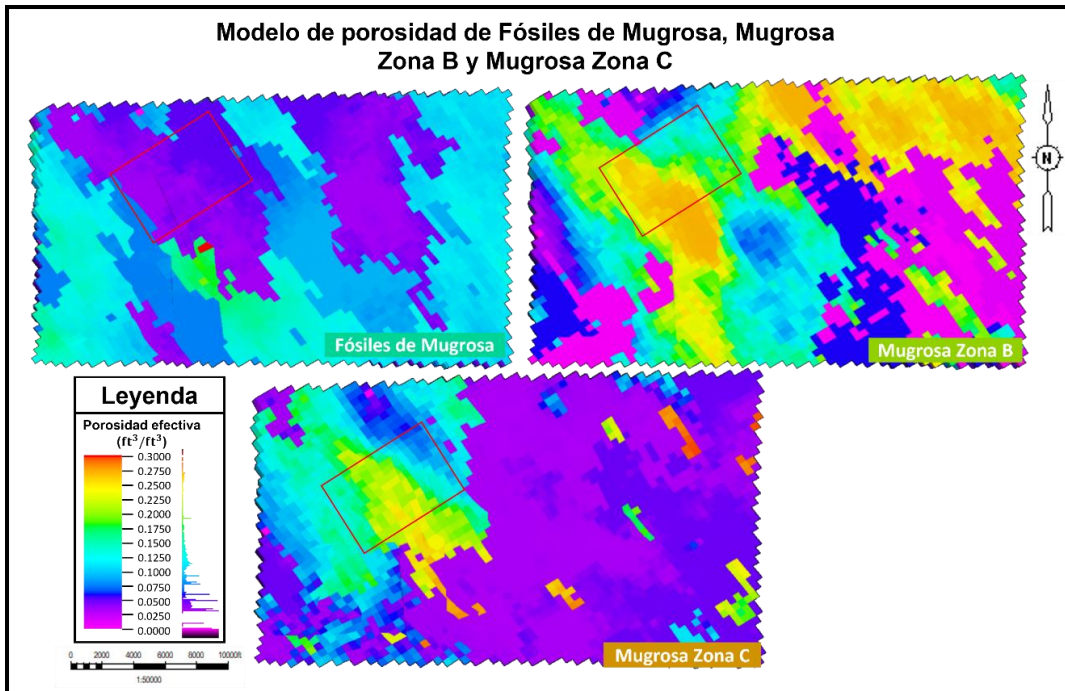 Modelo de porosidad de Fósiles de Mugrosa, Mugrosa
Zona B y Mugrosa Zona C
N
Fósiles de Mugrosa
Mugrosa Zona B
Leyenda
Porosidad efectiva
(ft³/ft³)
0.3000
0.2750
0.2500
0.2250
0.2000
0.1750
0.1500
0.1250
0.1000
0.0750
0.0500
0.0250
0.0000
Mugrosa Zona C
0 2000 4000 6000 8000 10000ft
1:50000